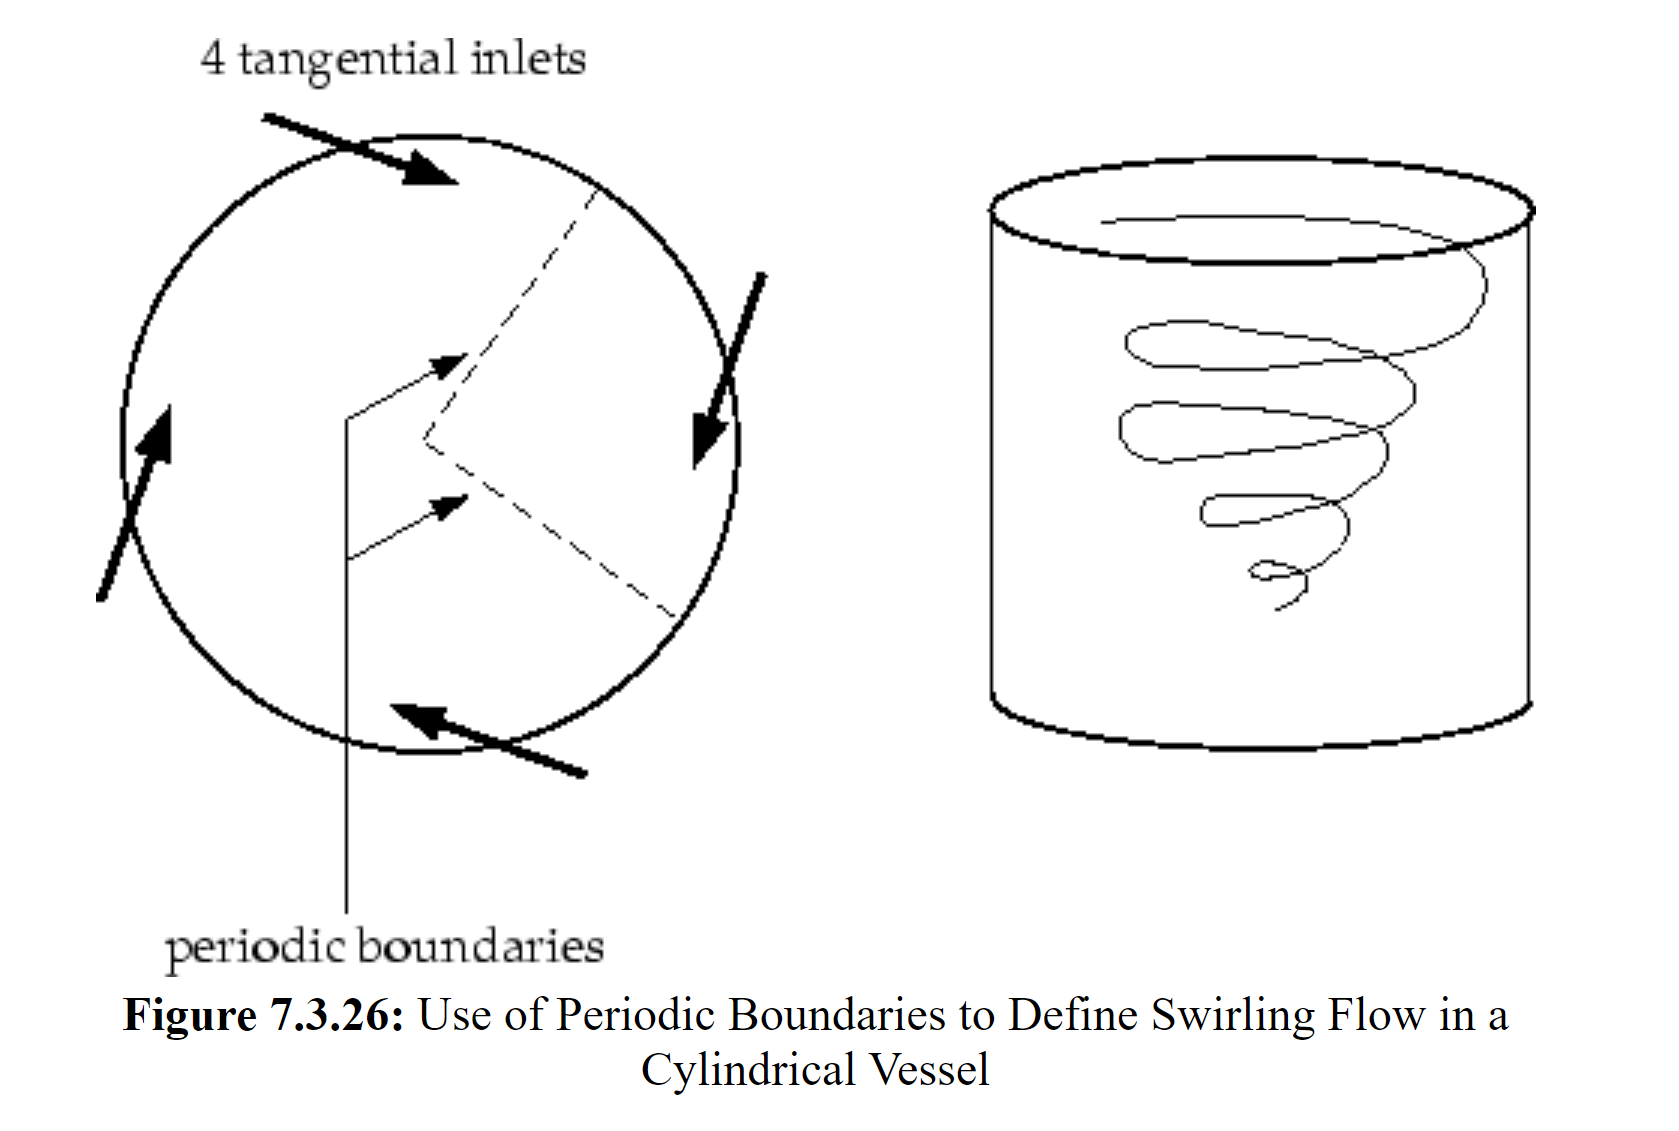 4 tangential inlets
periodic boundaries
Figure 7.3.26: Use of Periodic Boundaries to Define Swirling Flow in a
Cylindrical Vessel